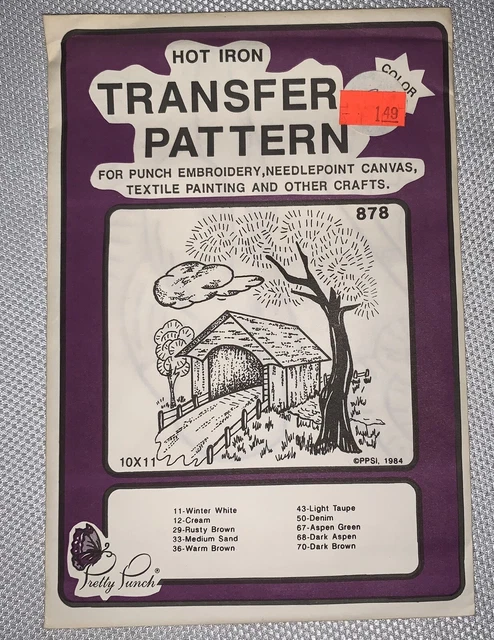 HOT IRON
TRANSFER
PATTERN
COLOR
1.49
FOR PUNCH EMBROIDERY,NEEDLEPOINT CANVAS,
TEXTILE PAINTING AND OTHER CRAFTS.
878
10X11
©PPSI, 1984
11-Winter White
12-Cream
29-Rusty Brown
33-Medium Sand
36-Warm Brown
43-Light Taupe
50-Denim
67-Aspen Green
68-Dark Aspen
70-Dark Brown
Pretty Punch®